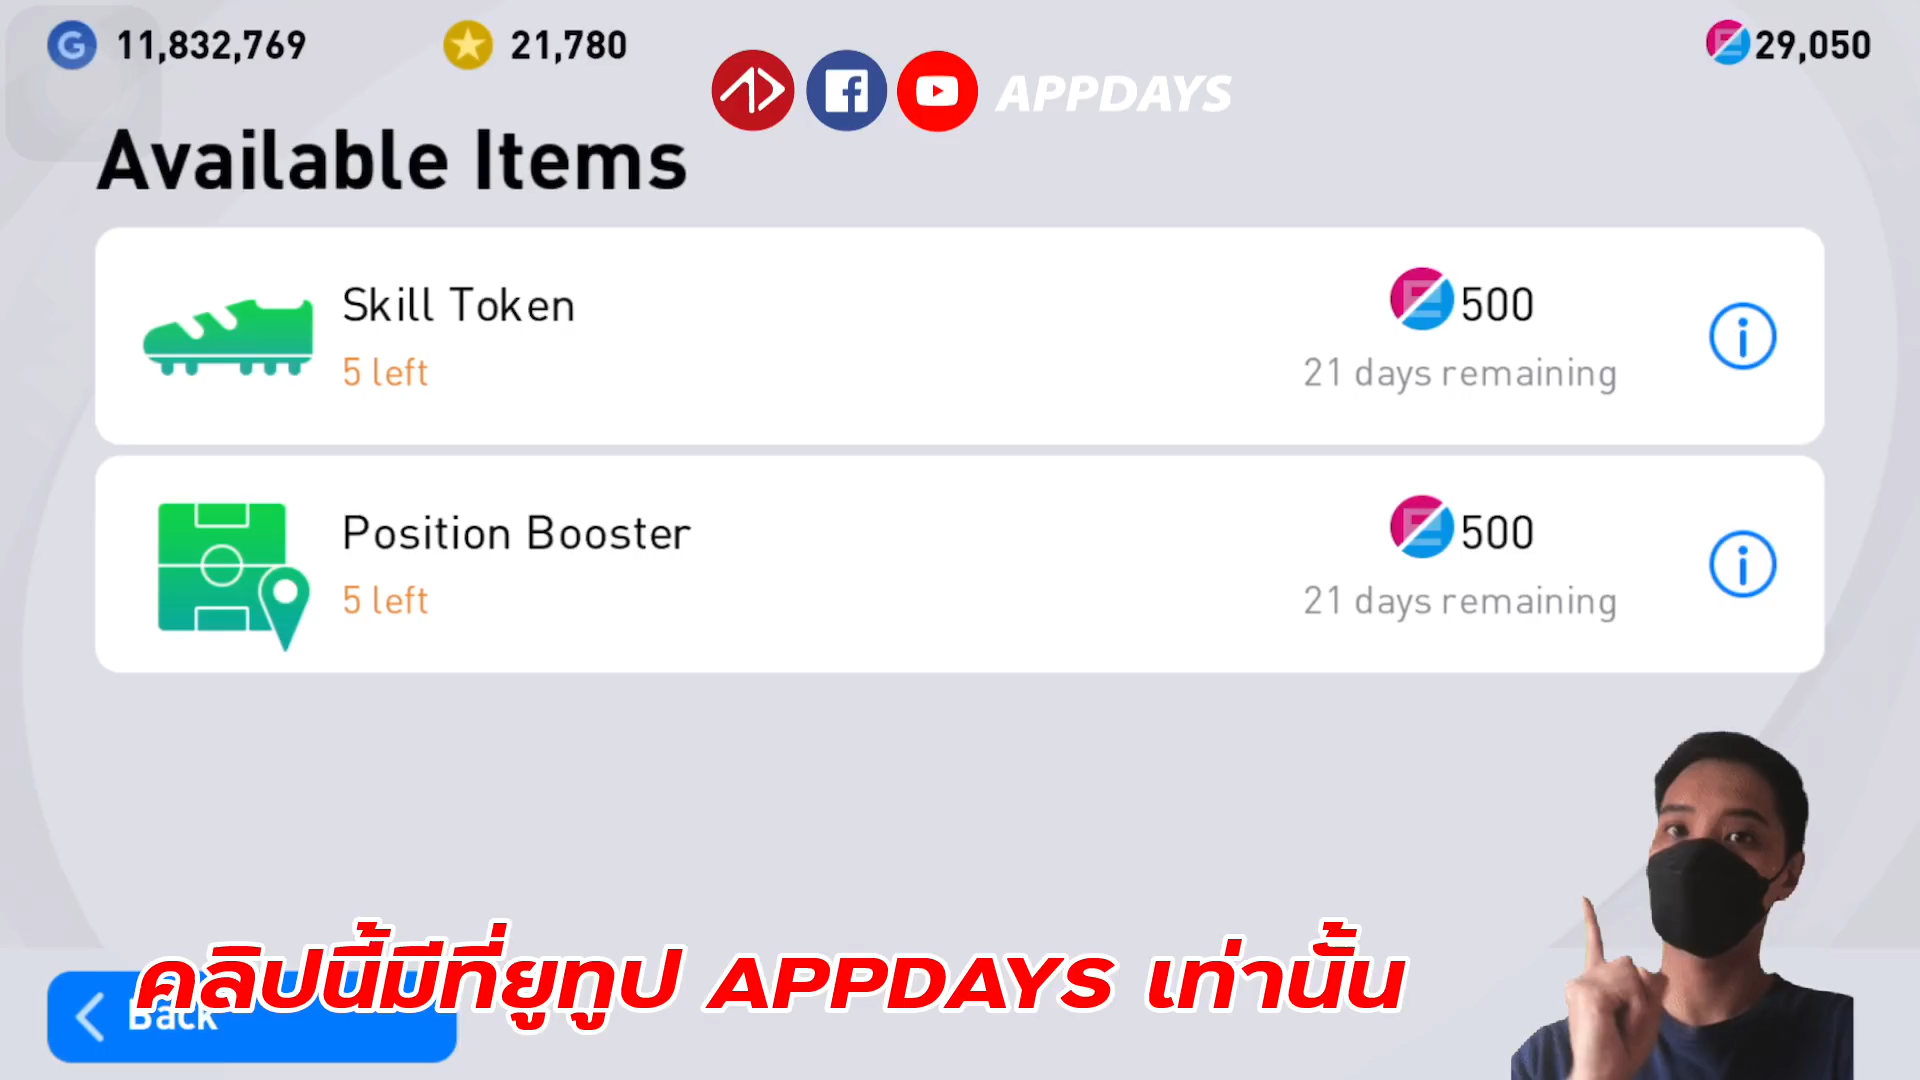 11,832,769
21,780
29,050
APPDAYS
Available Items
Skill Token
500
5 left
21 days remaining
Position Booster
500
5 left
21 days remaining
คลิปนี้มีที่ยูทูป APPDAYS เท่านั้น
Back